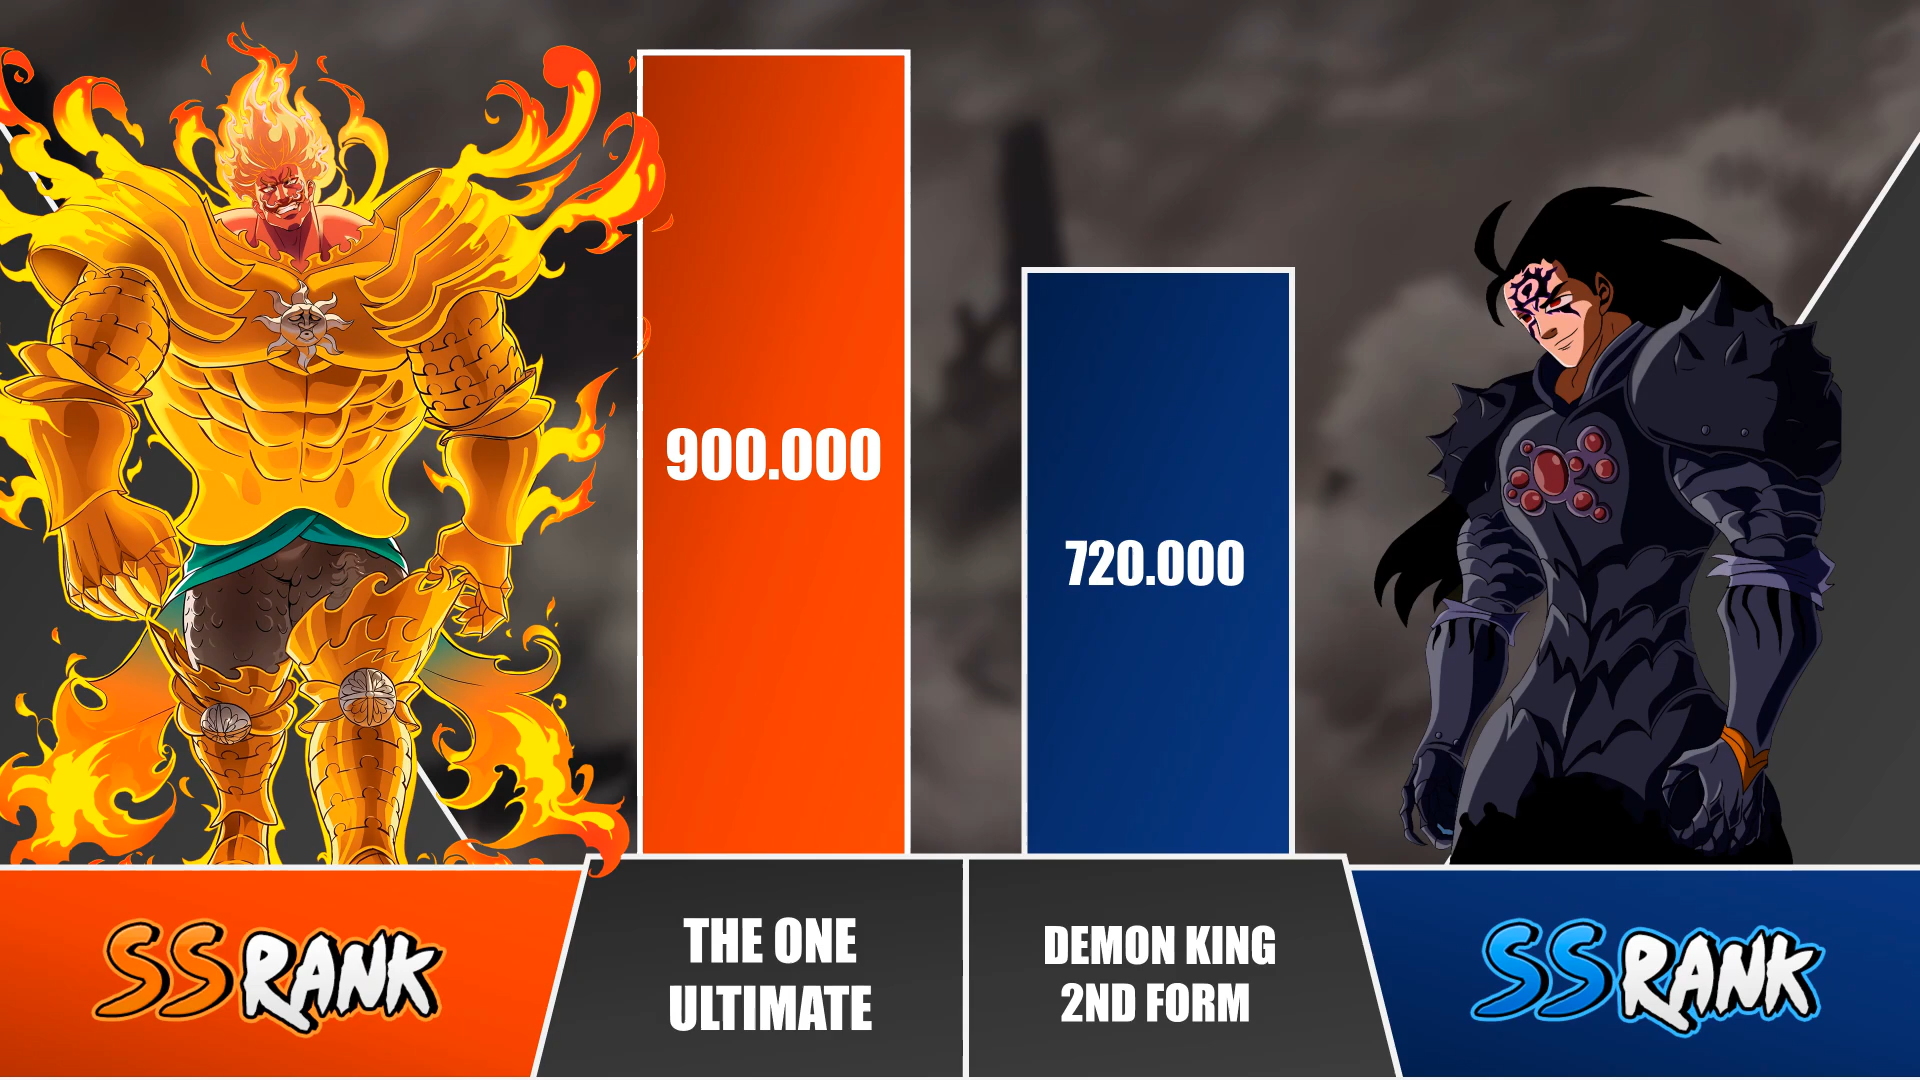 900.000
720.000
SS RANK
THE ONE
ULTIMATE
DEMON KING
2ND FORM
SS RANK